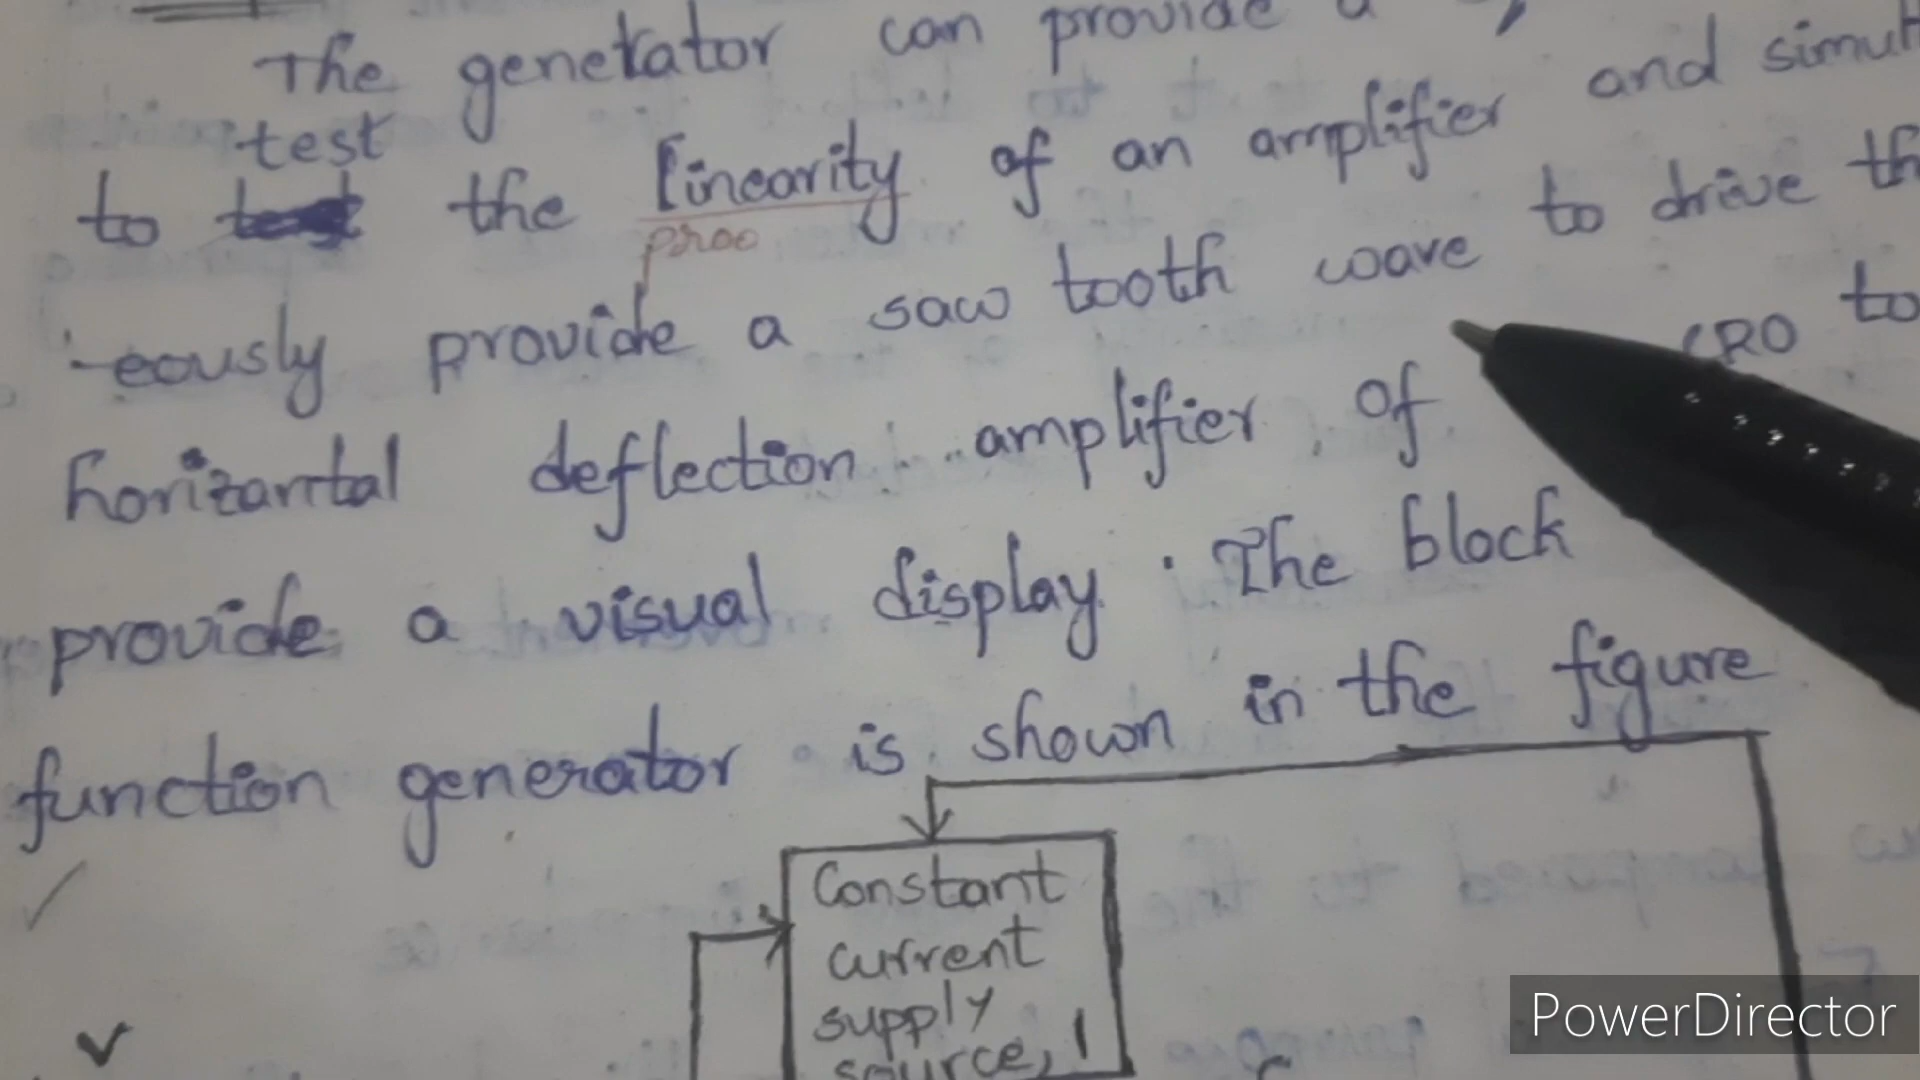 The generator can provide a
test
to the linearity of an amplifier and simult
proo
-eously provide a saw tooth wave to drive th
horizantal deflection amplifier of CRO to
provide a visual display. The block
function generator is shown in the figure
Constant
current
supply
source, 1
PowerDirector